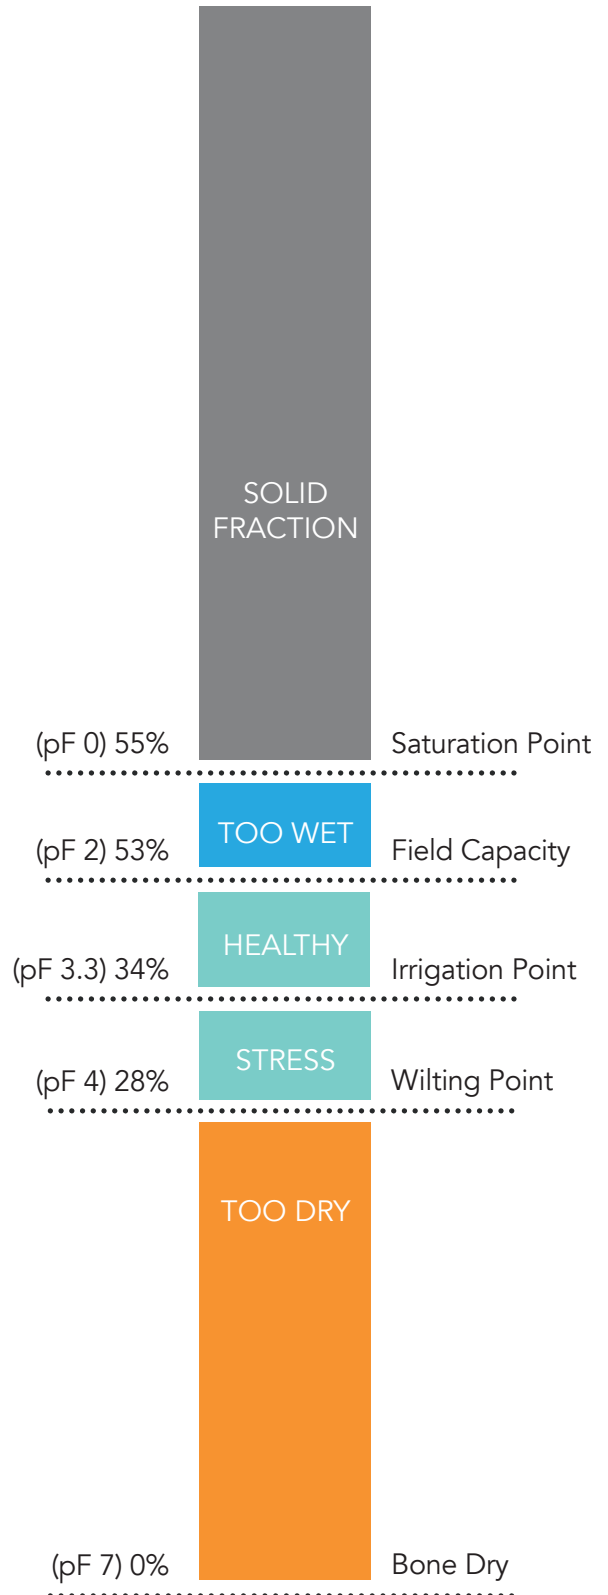 SOLID
FRACTION
(pF 0) 55%
Saturation Point
TOO WET
(pF 2) 53%
Field Capacity
HEALTHY
(pF 3.3) 34%
Irrigation Point
STRESS
(pF 4) 28%
Wilting Point
TOO DRY
(pF 7) 0%
Bone Dry